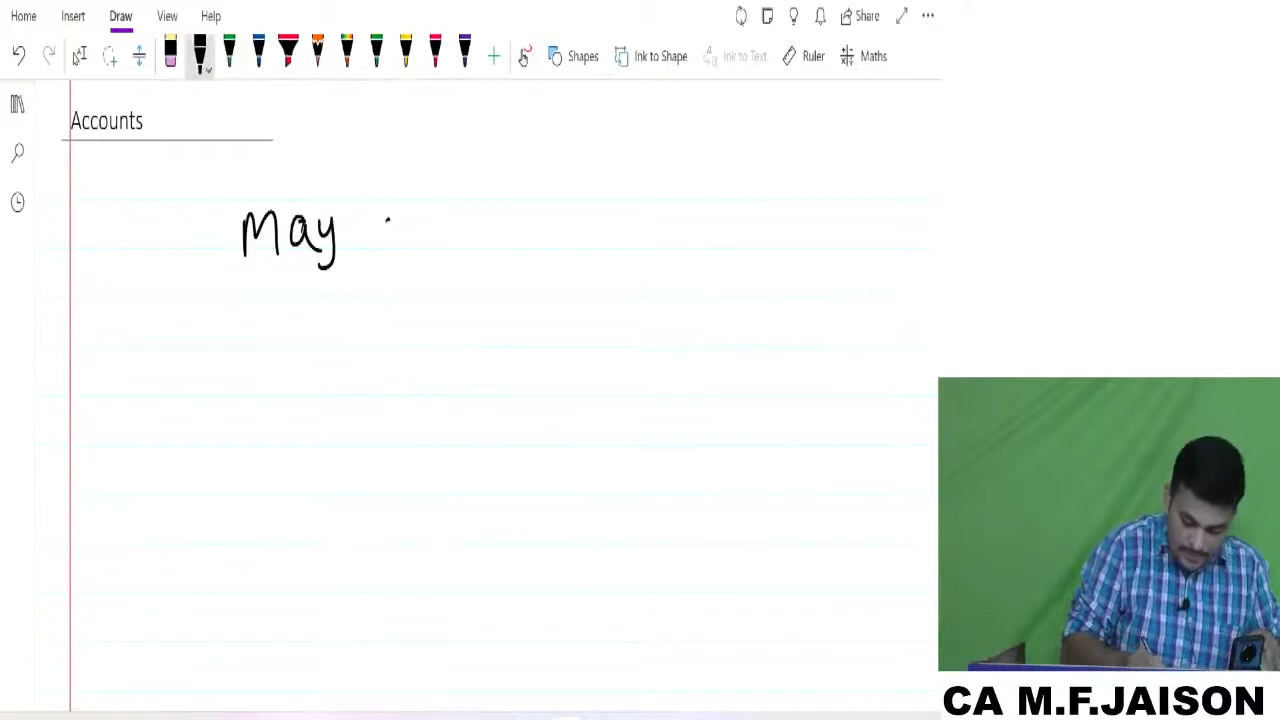 Home Insert Draw View Help
Share
Shapes Ink to Shape Ink to Text Ruler Maths
Accounts
May
CA M.F.JAISON